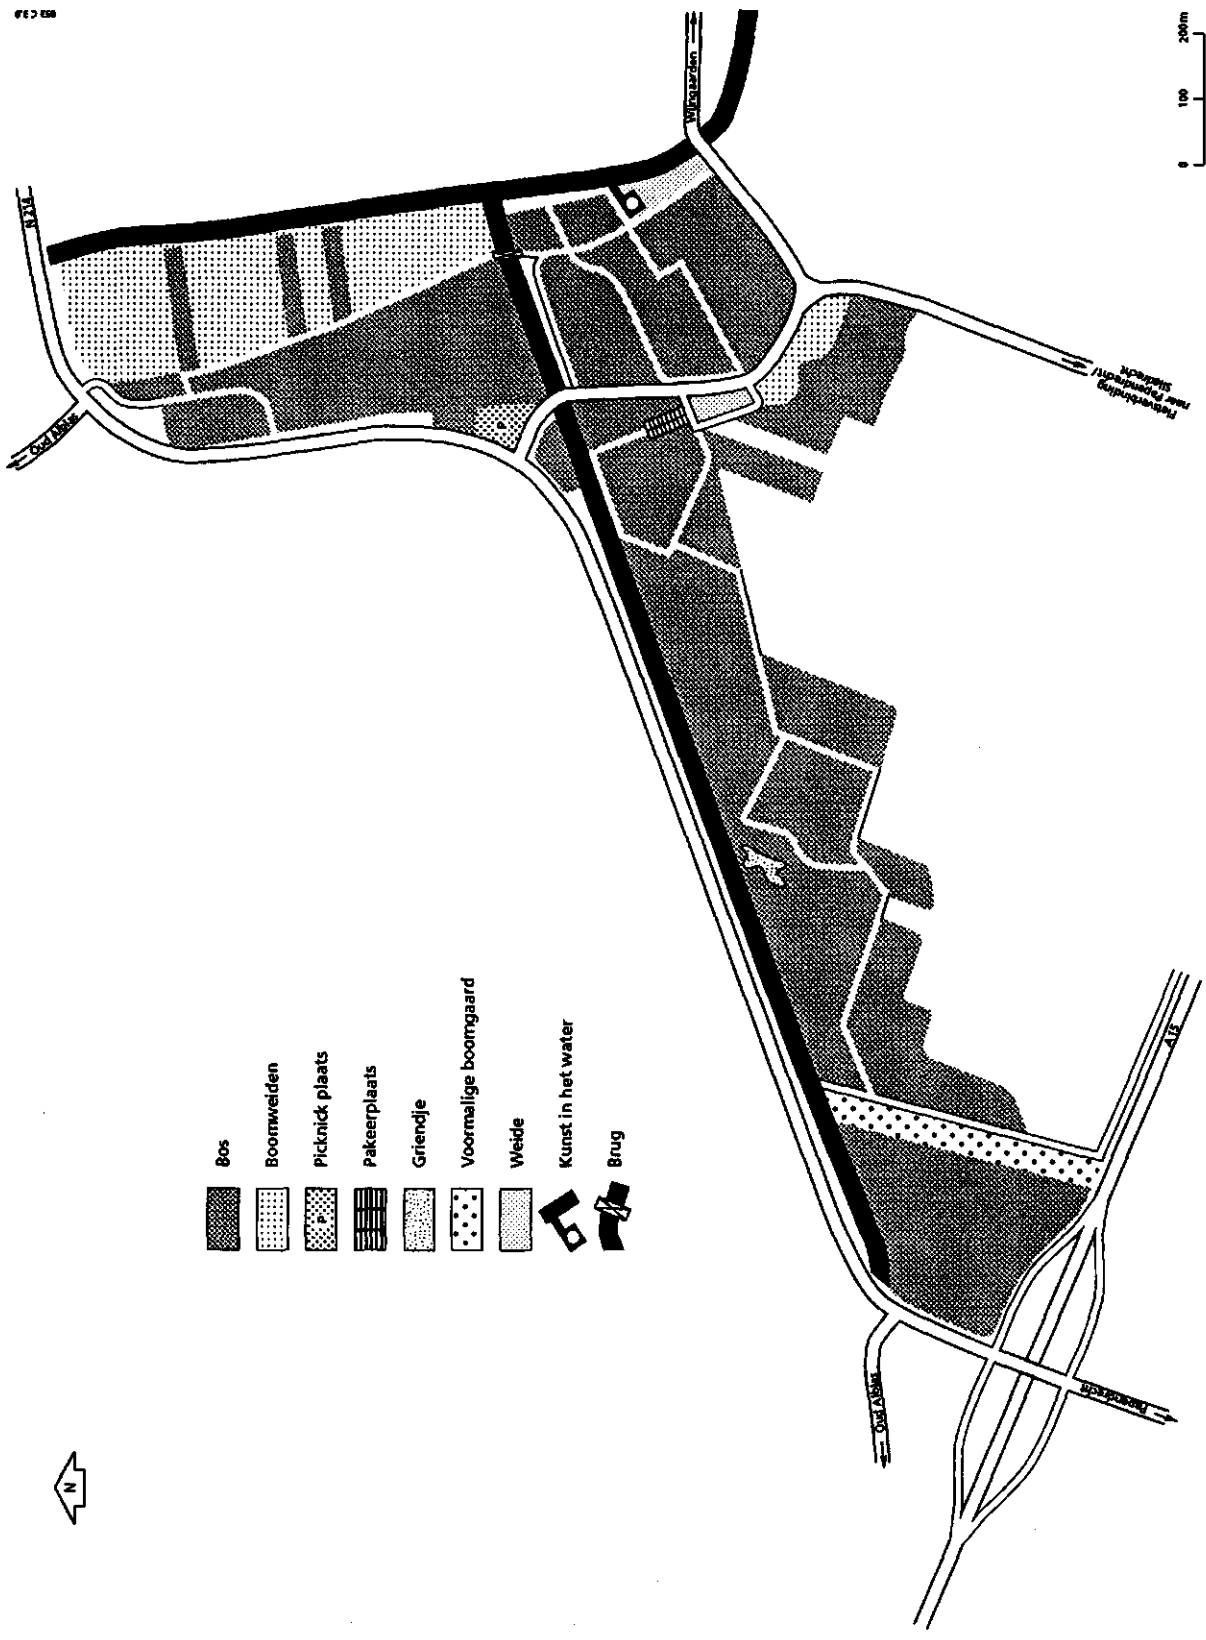 N 214
Oud Alblas
Wijngaarden
Fietsverbinding
naar Papendrecht/
Sliedrecht
0 100 200m
P
Bos
Boomweiden
P
Picknick plaats
Pakeerplaats
Griendje
Voormalige boomgaard
Weide
Kunst in het water
Brug
A15
Oud Alblas
Papendrecht
N